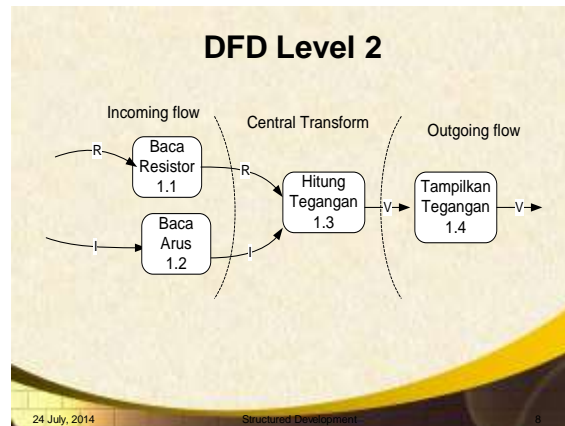 DFD Level 2
Incoming flow
Central Transform
Outgoing flow
R
Baca
Resistor
1.1
R
I
Baca
Arus
1.2
I
Hitung
Tegangan
1.3
V
Tampilkan
Tegangan
1.4
V
24 July, 2014
Structured Development
8